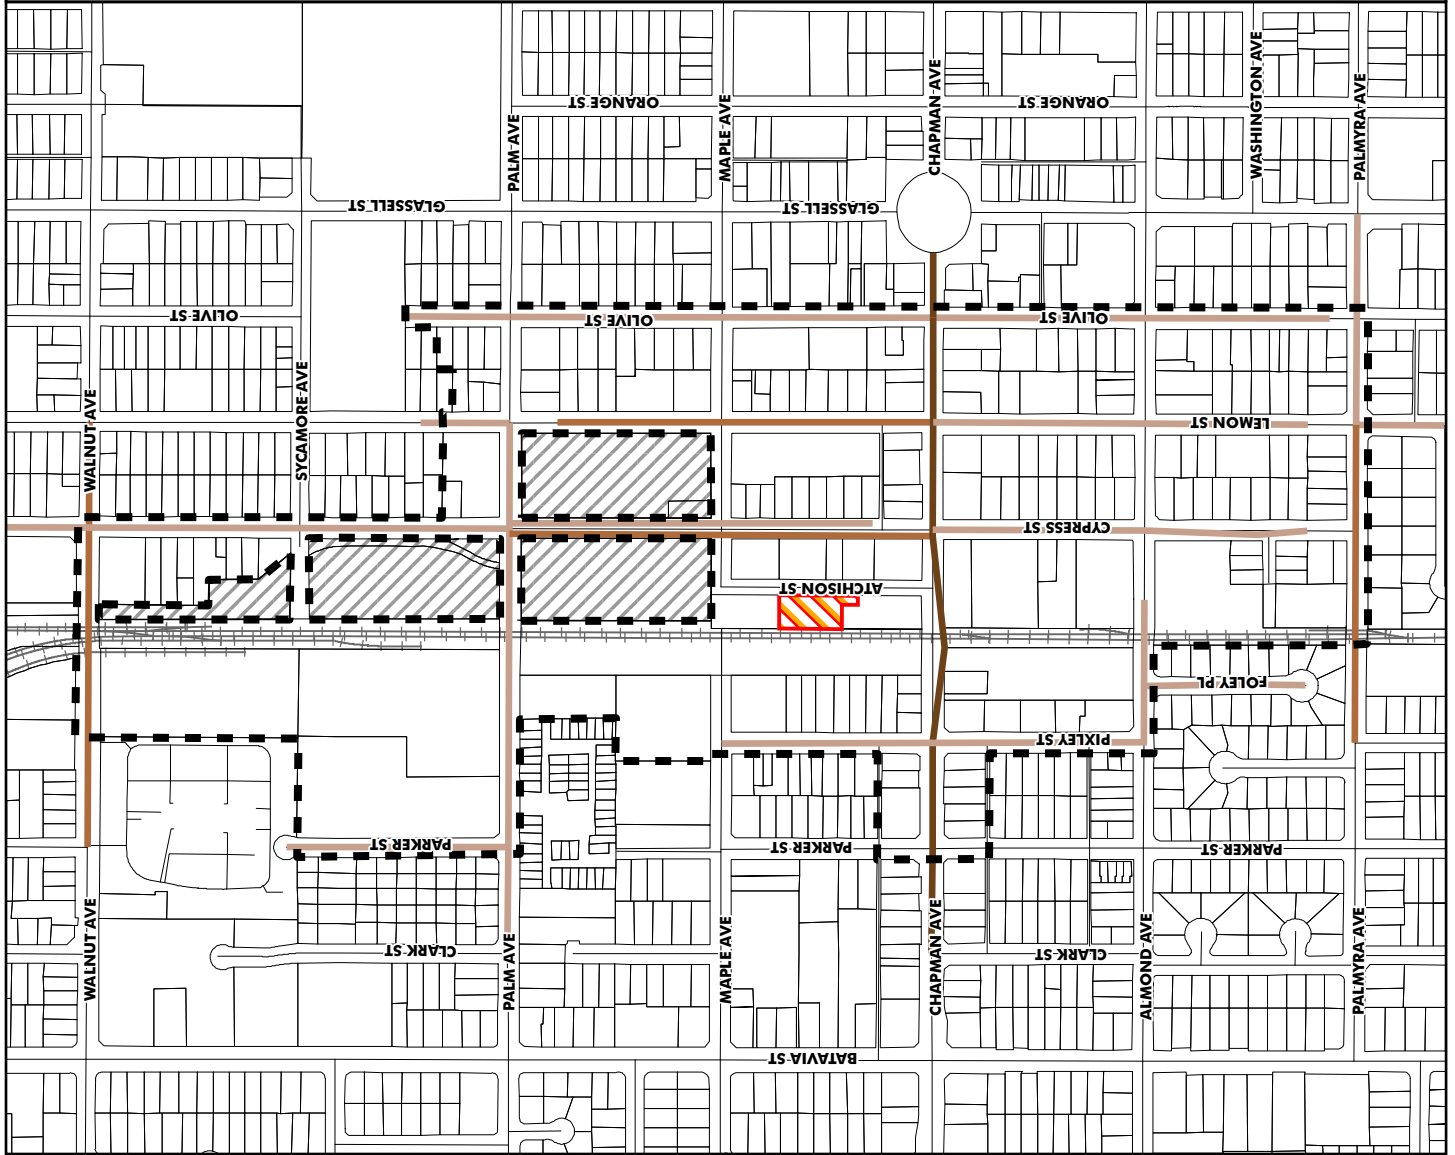 ORANGE ST
ORANGE ST
CHAPMAN AVE
WASHINGTON AVE
PALMYRA AVE
MAPLE AVE
PALM AVE
GLASSELL ST
GLASSELL ST
OLIVE ST
OLIVE ST
OLIVE ST
WALNUT AVE
SYCAMORE AVE
LEMON ST
CYPRESS ST
ATCHISON ST
FOLEY PL
PIXLEY ST
PARKER ST
PARKER ST
PARKER ST
WALNUT AVE
PALM AVE
MAPLE AVE
CHAPMAN AVE
ALMOND AVE
PALMYRA AVE
CLARK ST
CLARK ST
BATAVIA ST